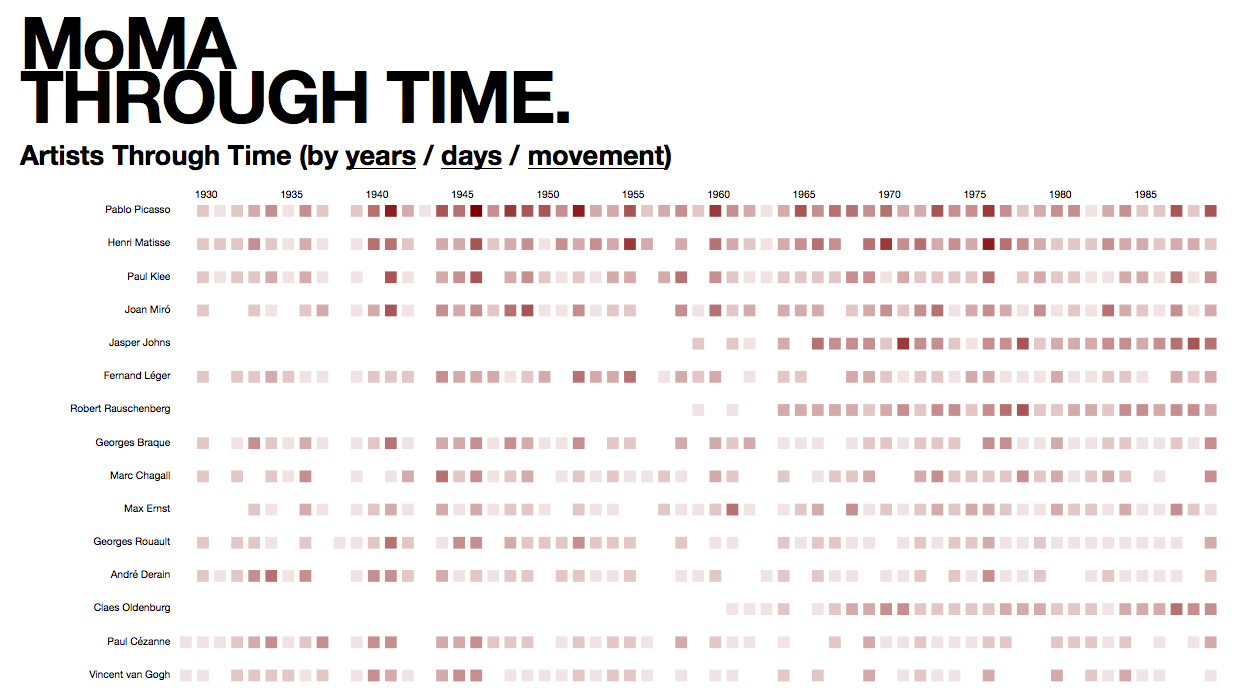 MoMA
THROUGH TIME.
Artists Through Time (by years / days / movement)
1930 1935 1940 1945 1950 1955 1960 1965 1970 1975 1980 1985
Pablo Picasso
Henri Matisse
Paul Klee
Joan Miró
Jasper Johns
Fernand Léger
Robert Rauschenberg
Georges Braque
Marc Chagall
Max Ernst
Georges Rouault
André Derain
Claes Oldenburg
Paul Cézanne
Vincent van Gogh